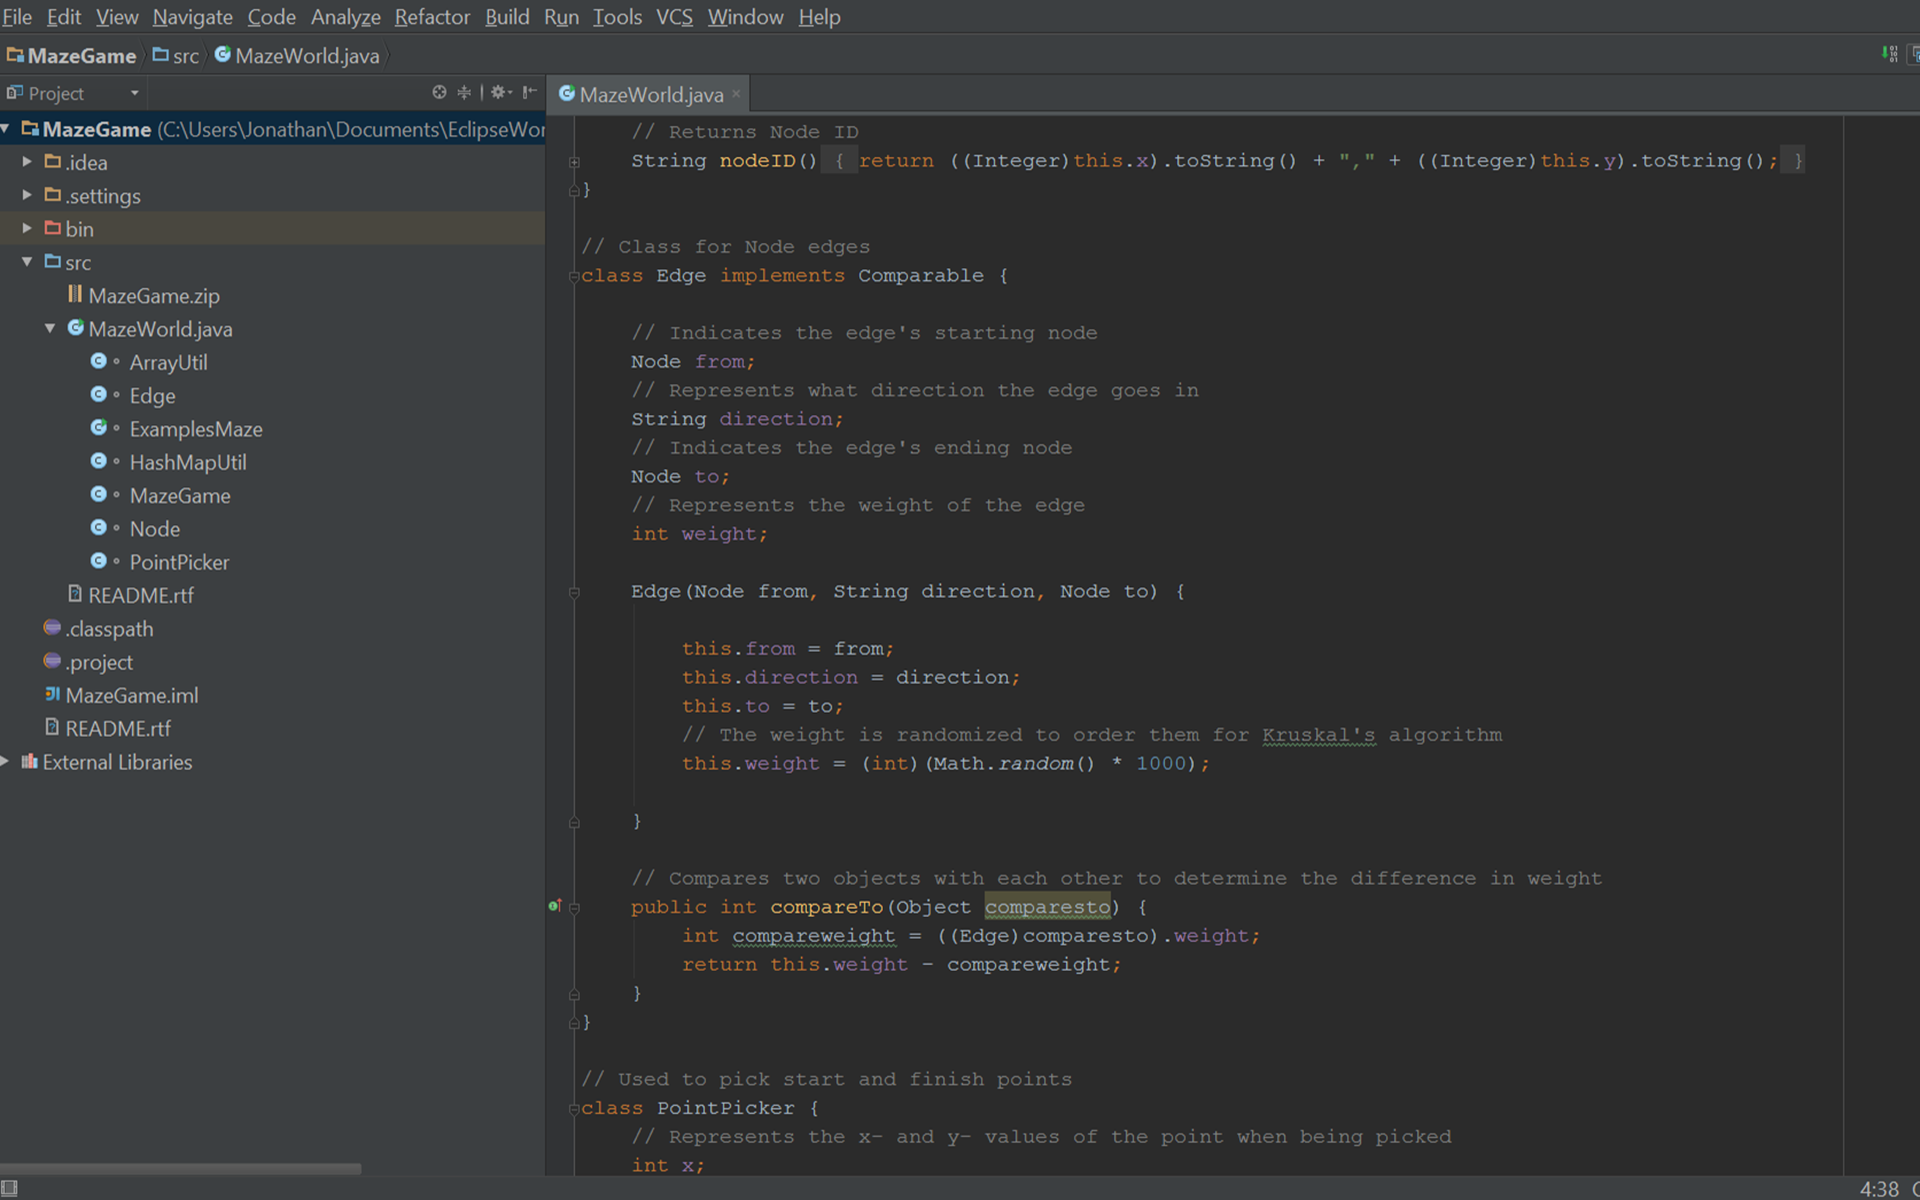 File Edit View Navigate Code Analyze Refactor Build Run Tools VCS Window Help
MazeGame src MazeWorld.java
Project
MazeWorld.java
MazeGame (C:\Users\Jonathan\Documents\EclipseWor
.idea
.settings
bin
src
MazeGame.zip
MazeWorld.java
ArrayUtil
Edge
ExamplesMaze
HashMapUtil
MazeGame
Node
PointPicker
README.rtf
.classpath
.project
MazeGame.iml
README.rtf
External Libraries
// Returns Node ID
String nodeID() { return ((Integer)this.x).toString() + "," + ((Integer)this.y).toString(); }
}
// Class for Node edges
class Edge implements Comparable {
// Indicates the edge's starting node
Node from;
// Represents what direction the edge goes in
String direction;
// Indicates the edge's ending node
Node to;
// Represents the weight of the edge
int weight;
Edge(Node from, String direction, Node to) {
this.from = from;
this.direction = direction;
this.to = to;
// The weight is randomized to order them for Kruskal's algorithm
this.weight = (int)(Math.random() * 1000);
}
// Compares two objects with each other to determine the difference in weight
public int compareTo(Object comparesto) {
int compareweight = ((Edge)comparesto).weight;
return this.weight - compareweight;
}
}
// Used to pick start and finish points
class PointPicker {
// Represents the x- and y- values of the point when being picked
int x;
4:38